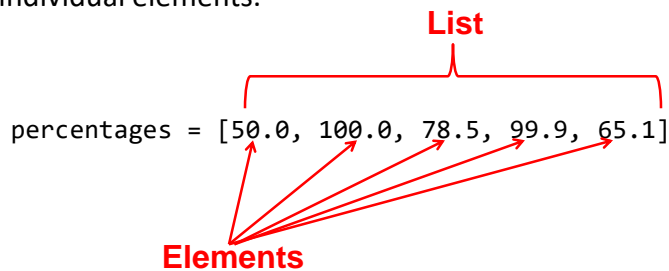 individual elements.
List
percentages = [50.0, 100.0, 78.5, 99.9, 65.1]
Elements